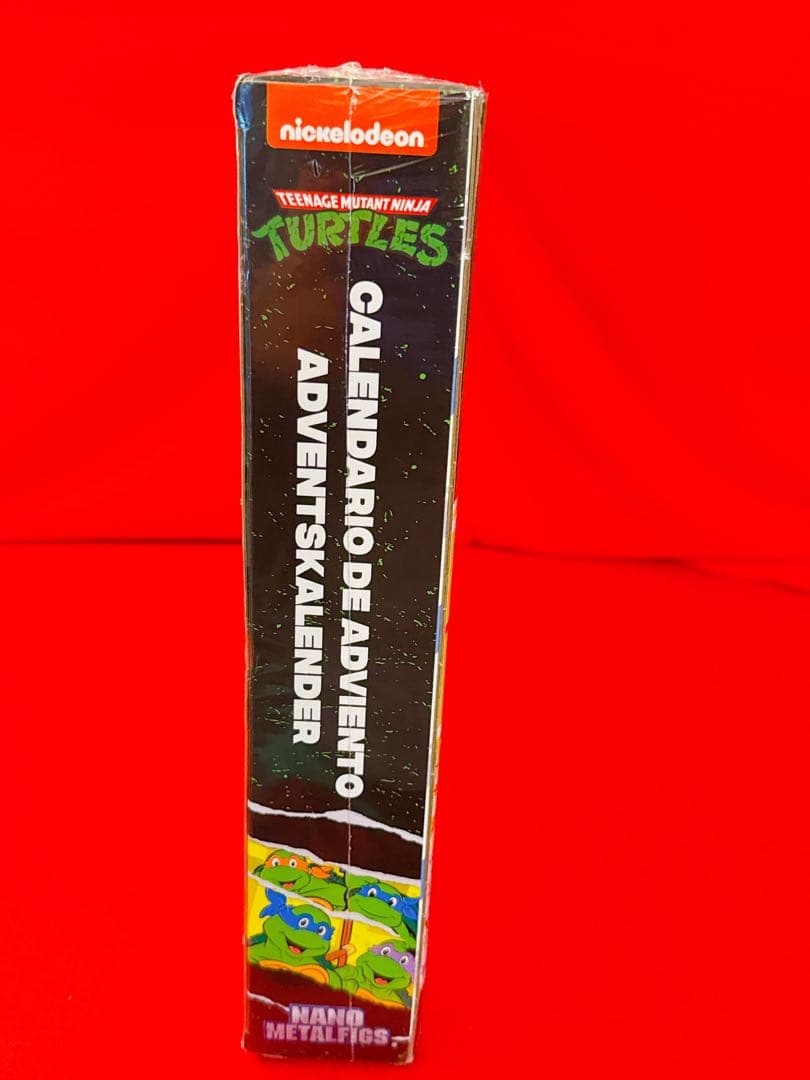 nickelodeon
TEENAGE MUTANT NINJA
TURTLES
CALENDARIO DE ADVIENTO
ADVENTSKALENDER
NANO
METALFIGS